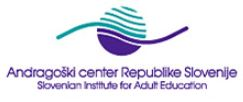 Andragoški center Republike Slovenije
Slovenian Institute for Adult Education